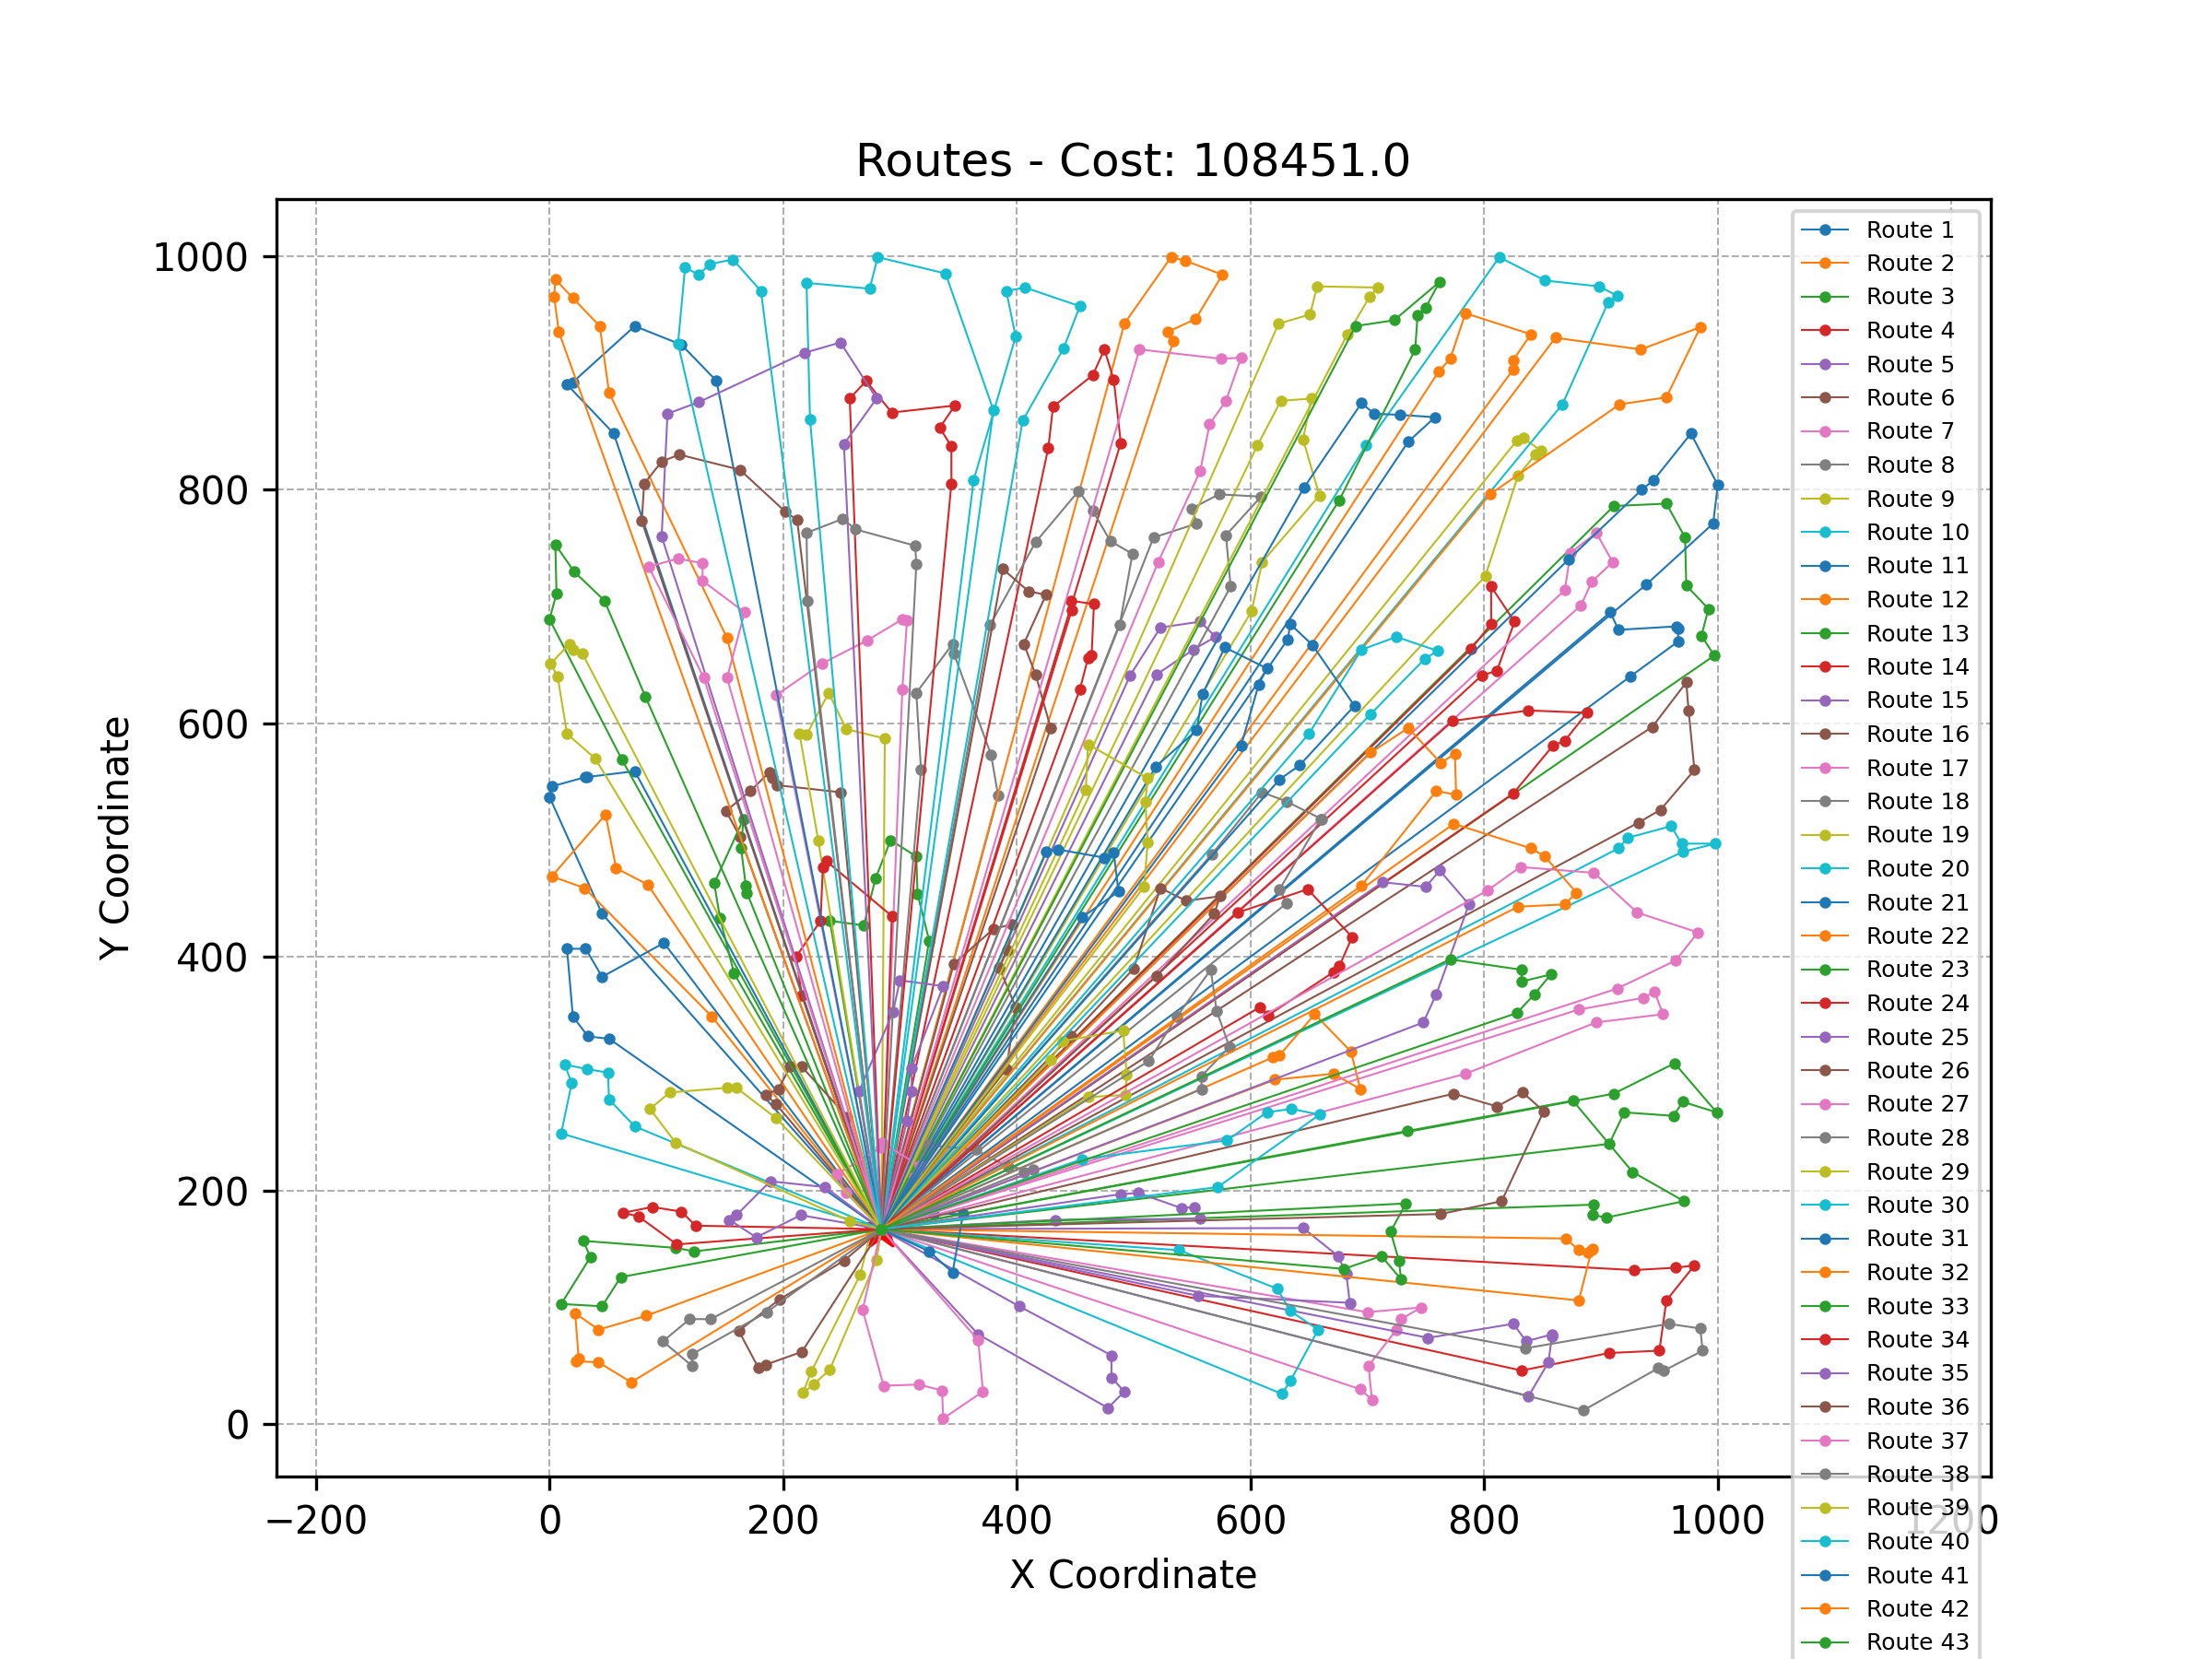 Routes - Cost: 108451.0
1000
800
600
400
200
0
Y Coordinate
−200
0
200
400
600
800
1000
1200
X Coordinate
Route 1
Route 2
Route 3
Route 4
Route 5
Route 6
Route 7
Route 8
Route 9
Route 10
Route 11
Route 12
Route 13
Route 14
Route 15
Route 16
Route 17
Route 18
Route 19
Route 20
Route 21
Route 22
Route 23
Route 24
Route 25
Route 26
Route 27
Route 28
Route 29
Route 30
Route 31
Route 32
Route 33
Route 34
Route 35
Route 36
Route 37
Route 38
Route 39
Route 40
Route 41
Route 42
Route 43